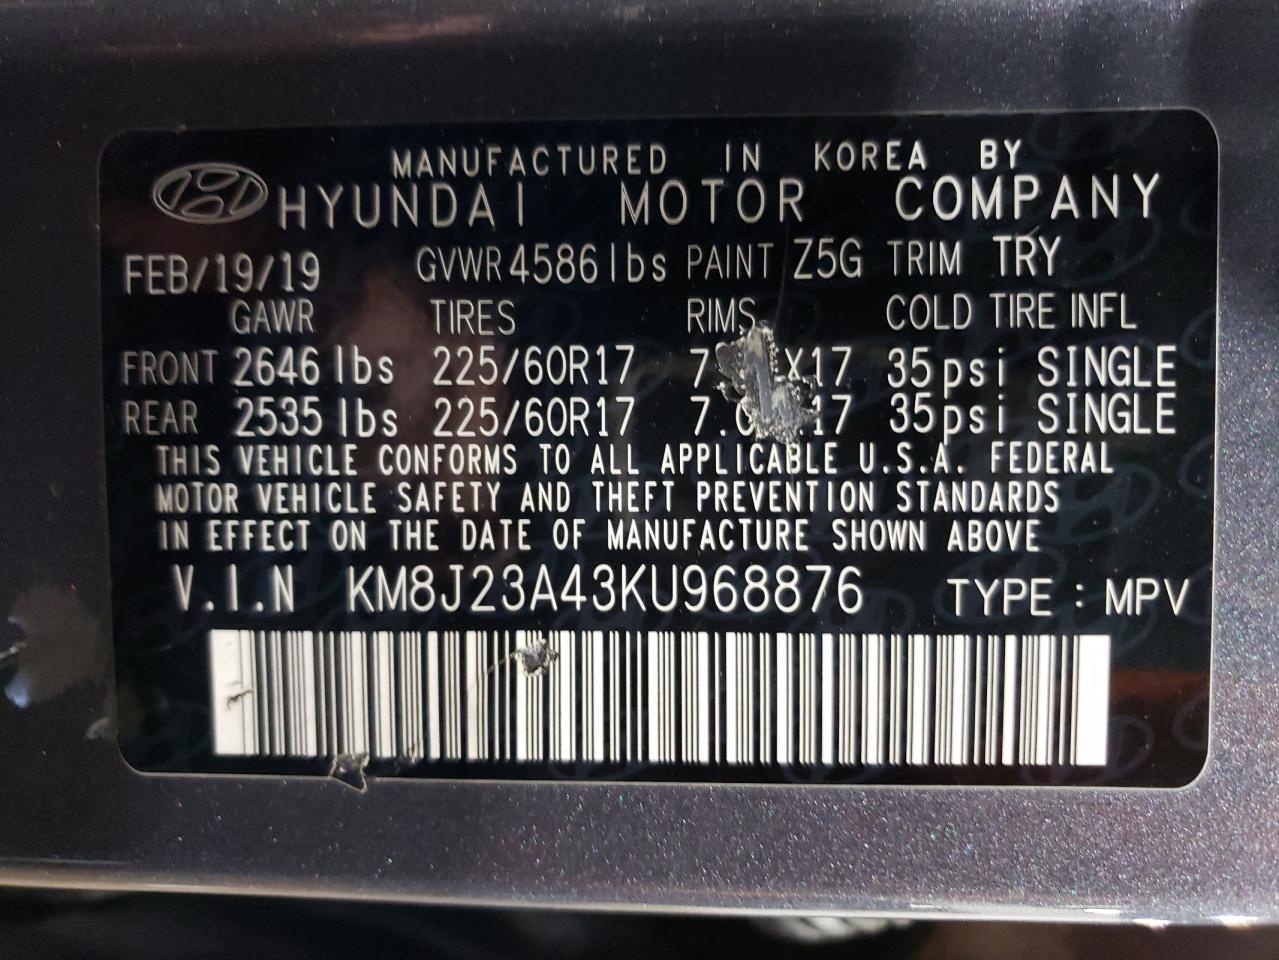 MANUFACTURED IN KOREA BY
HYUNDAI MOTOR COMPANY
FEB/19/19 GVWR 4586 lbs PAINT Z5G TRIM TRY
GAWR TIRES RIMS COLD TIRE INFL
FRONT 2646 lbs 225/60R17 35psi SINGLE
REAR 2535 lbs 225/60R17 35psi SINGLE
THIS VEHICLE CONFORMS TO ALL APPLICABLE U.S.A. FEDERAL
MOTOR VEHICLE SAFETY AND THEFT PREVENTION STANDARDS
IN EFFECT ON THE DATE OF MANUFACTURE SHOWN ABOVE
V.I.N KM8J23A43KU968876 TYPE : MPV